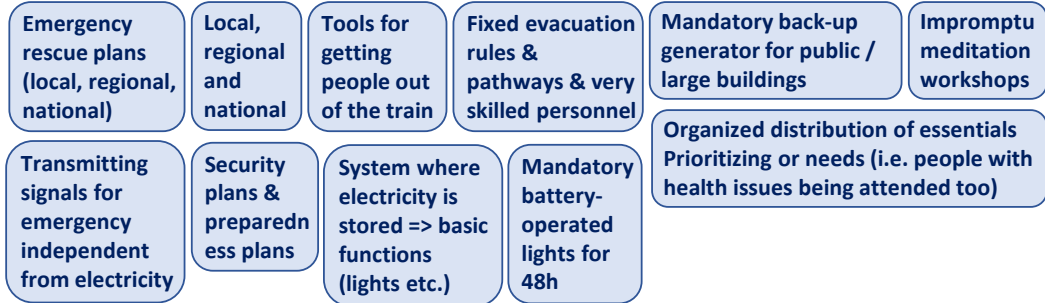 Emergency
rescue plans
(local, regional,
national)
Local,
regional
and
national
Tools for
getting
people out
of the train
Fixed evacuation
rules &
pathways & very
skilled personnel
Mandatory back-up
generator for public /
large buildings
Impromptu
meditation
workshops
Organized distribution of essentials
Prioritizing or needs (i.e. people with
health issues being attended too)
Transmitting
signals for
emergency
independent
from electricity
Security
plans &
preparedn
ess plans
System where
electricity is
stored => basic
functions
(lights etc.)
Mandatory
battery-
operated
lights for
48h